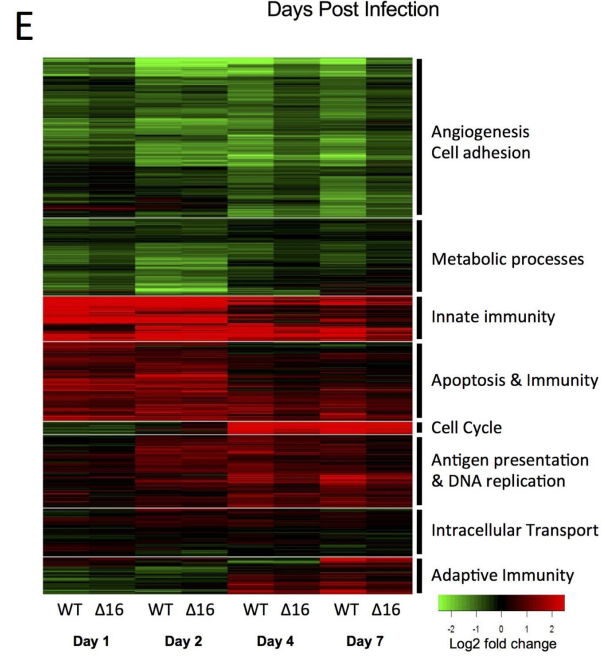 Days Post Infection
E
Angiogenesis
Cell adhesion
Metabolic processes
Innate immunity
Apoptosis & Immunity
Cell Cycle
Antigen presentation
& DNA replication
Intracellular Transport
Adaptive Immunity
WT Δ16 WT Δ16 WT Δ16 WT Δ16
Day 1 Day 2 Day 4 Day 7
-2 -1 0 1 2
Log2 fold change